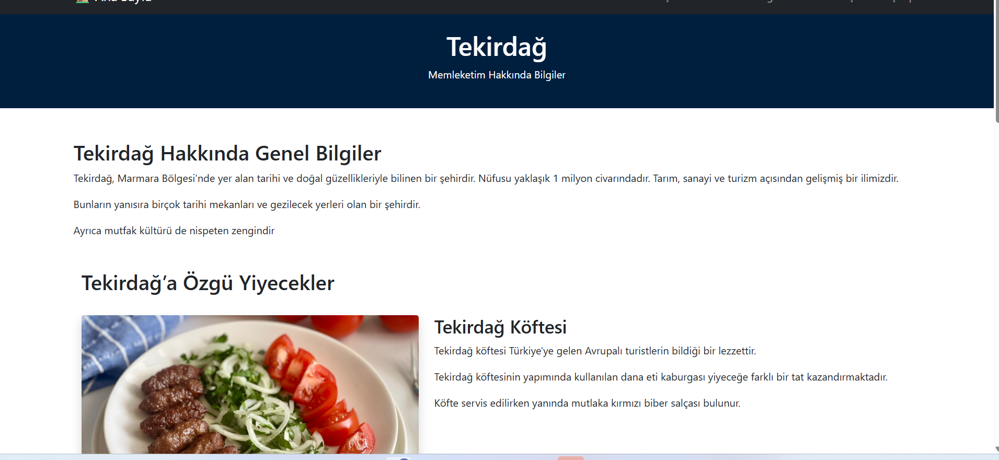 Tekirdağ
Memleketim Hakkında Bilgiler
Tekirdağ Hakkında Genel Bilgiler
Tekirdağ, Marmara Bölgesi'nde yer alan tarihi ve doğal güzellikleriyle bilinen bir şehirdir. Nüfusu yaklaşık 1 milyon civarındadır. Tarım, sanayi ve turizm açısından gelişmiş bir ilimizdir.
Bunların yanısıra birçok tarihi mekanları ve gezilecek yerleri olan bir şehirdir.
Ayrıca mutfak kültürü de nispeten zengindir
Tekirdağ’a Özgü Yiyecekler
Tekirdağ Köftesi
Tekirdağ köftesi Türkiye'ye gelen Avrupalı turistlerin bildiği bir lezzettir.
Tekirdağ köftesinin yapımında kullanılan dana eti kaburgası yiyeceğe farklı bir tat kazandırmaktadır.
Köfte servis edilirken yanında mutlaka kırmızı biber salçası bulunur.